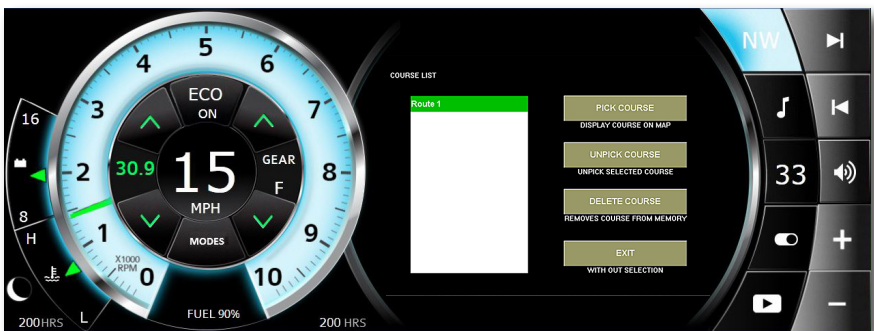 16
8
H
L
200 HRS
0
1
2
3
4
5
6
7
8
9
10
X1000
RPM
ECO
ON
30.9
15
MPH
GEAR
F
MODES
FUEL 90%
200 HRS
COURSE LIST
Route 1
PICK COURSE
DISPLAY COURSE ON MAP
UNPICK COURSE
UNPICK SELECTED COURSE
DELETE COURSE
REMOVES COURSE FROM MEMORY
EXIT
WITH OUT SELECTION
NW
33